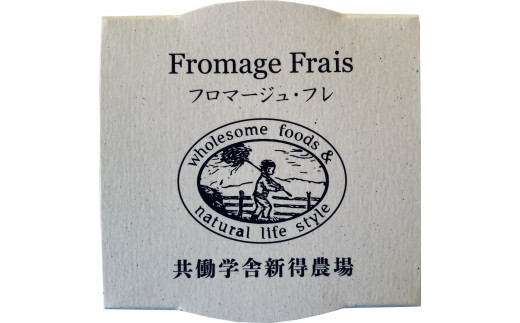 Fromage Frais
フロマージュ・フレ
wholesome foods &
natural life style
共働学舎新得農場